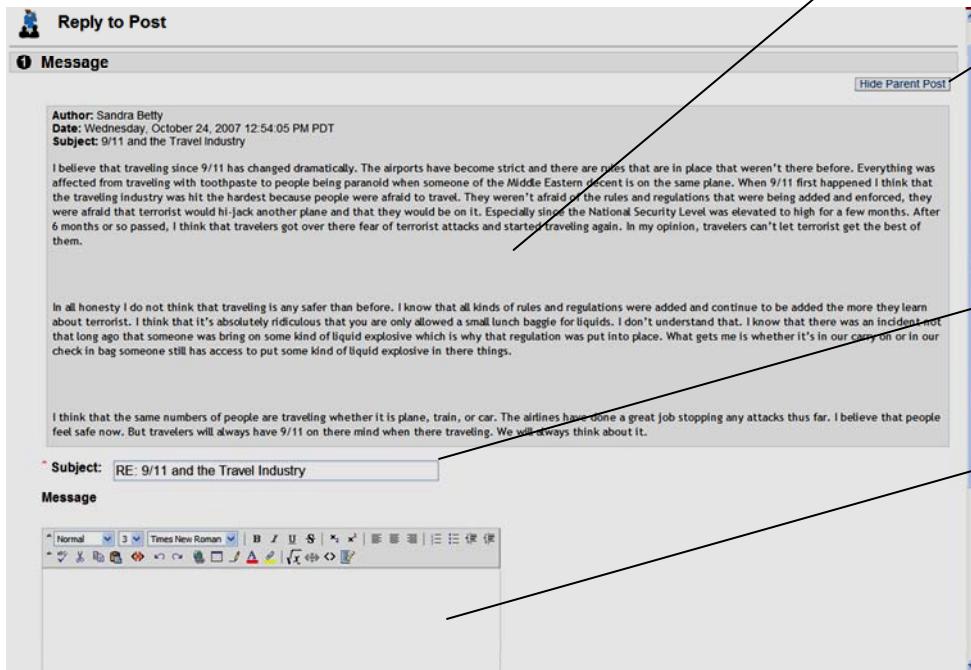 Reply to Post
1 Message
Hide Parent Post
Author: Sandra Betty
Date: Wednesday, October 24, 2007 12:54:05 PM PDT
Subject: 9/11 and the Travel Industry
I believe that traveling since 9/11 has changed dramatically. The airports have become strict and there are rules that are in place that weren't there before. Everything was
affected from traveling with toothpaste to people being paranoid when someone of the Middle Eastern decent is on the same plane. When 9/11 first happened I think that
the traveling industry was hit the hardest because people were afraid to travel. They weren't afraid of the rules and regulations that were being added and enforced, they
were afraid that terrorist would hi-jack another plane and that they would be on it. Especially since the National Security Level was elevated to high for a few months. After
6 months or so passed, I think that travelers got over there fear of terrorist attacks and started traveling again. In my opinion, travelers can't let terrorist get the best of
them.
In all honesty I do not think that traveling is any safer than before. I know that all kinds of rules and regulations were added and continue to be added the more they learn
about terrorist. I think that it's absolutely ridiculous that you are only allowed a small lunch baggie for liquids. I don't understand that. I know that there was an incident not
that long ago that someone was bring on some kind of liquid explosive which is why that regulation was put into place. What gets me is whether it's in our carry on or in our
check in bag someone still has access to put some kind of liquid explosive in there things.
I think that the same numbers of people are traveling whether it is plane, train, or car. The airlines have done a great job stopping any attacks thus far. I believe that people
feel safe now. But travelers will always have 9/11 on there mind when there traveling. We will always think about it.
* Subject: RE: 9/11 and the Travel Industry
Message
Normal 3 Times New Roman B I U S x₂ x²